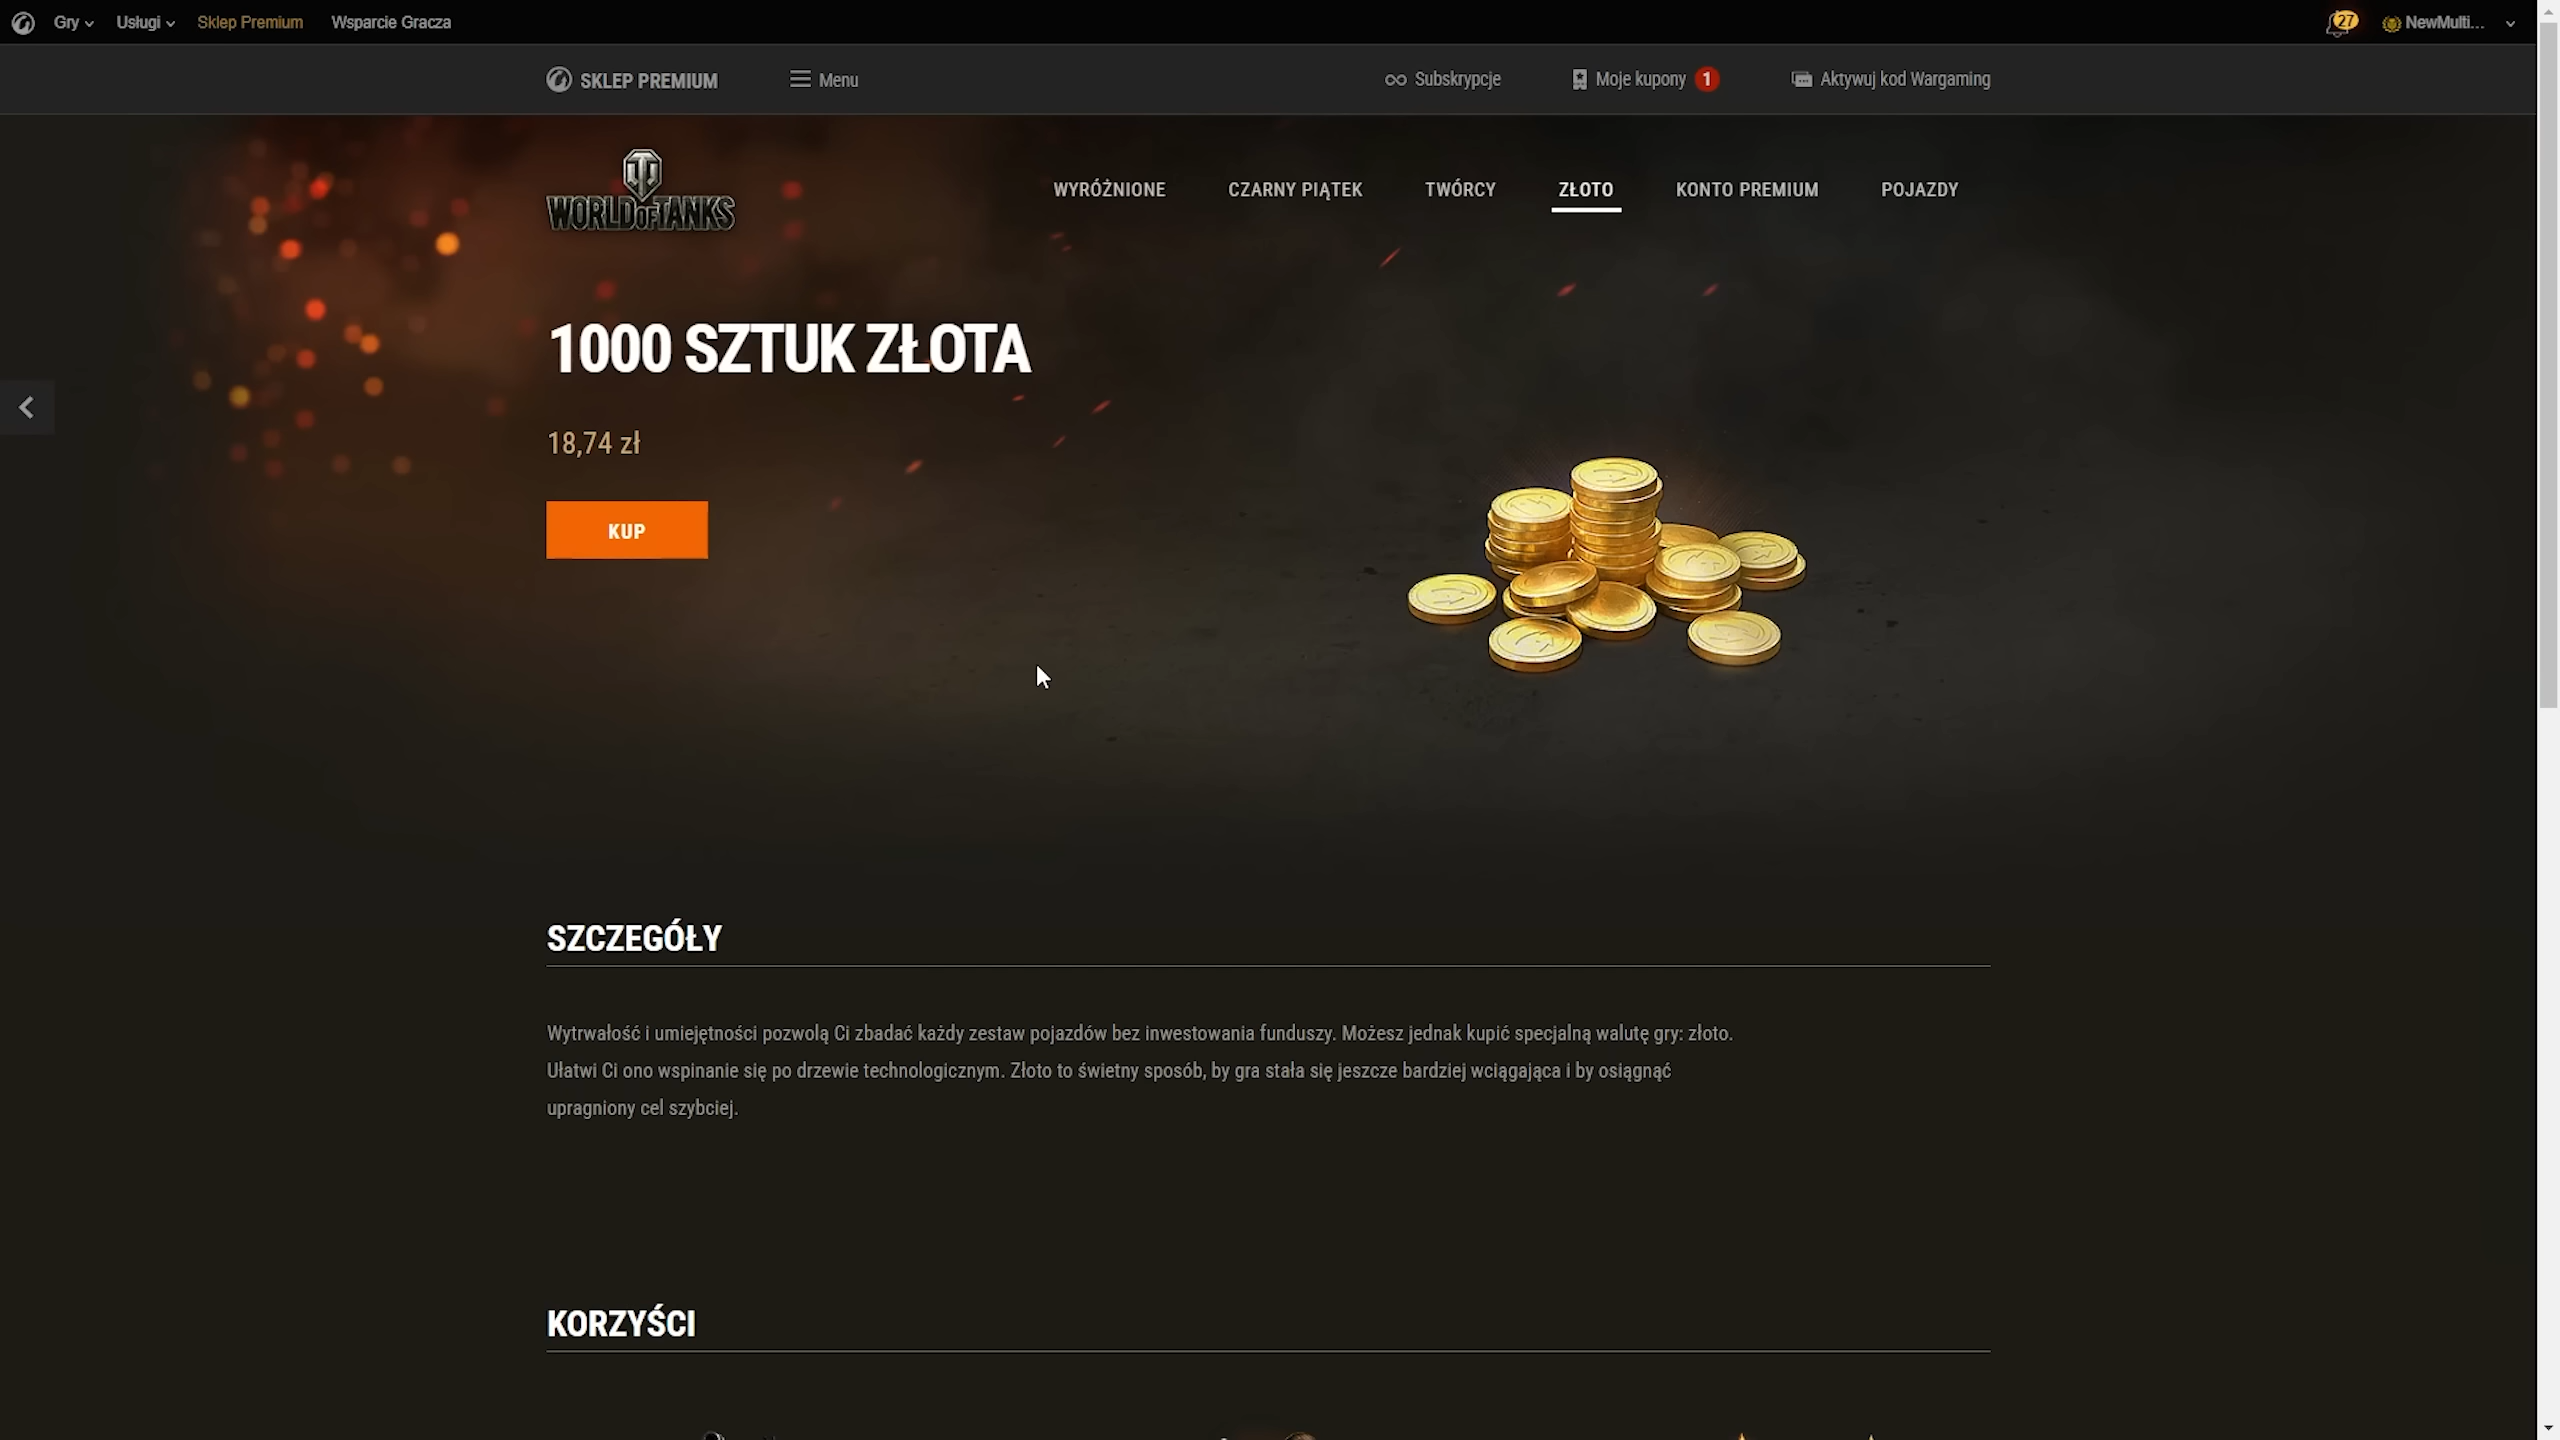 Gry Usługi Sklep Premium Wsparcie Gracza 27 NewMulti...
SKLEP PREMIUM Menu Subskrypcje Moje kupony 1 Aktywuj kod Wargaming
WORLD OF TANKS
WYRÓŻNIONE CZARNY PIĄTEK TWÓRCY ZŁOTO KONTO PREMIUM POJAZDY
1000 SZTUK ZŁOTA
18,74 zł
KUP
SZCZEGÓŁY
Wytrwałość i umiejętności pozwolą Ci zbadać każdy zestaw pojazdów bez inwestowania funduszy. Możesz jednak kupić specjalną walutę gry: złoto.
Ułatwi Ci ono wspinanie się po drzewie technologicznym. Złoto to świetny sposób, by gra stała się jeszcze bardziej wciągająca i by osiągnąć
upragniony cel szybciej.
KORZYŚCI